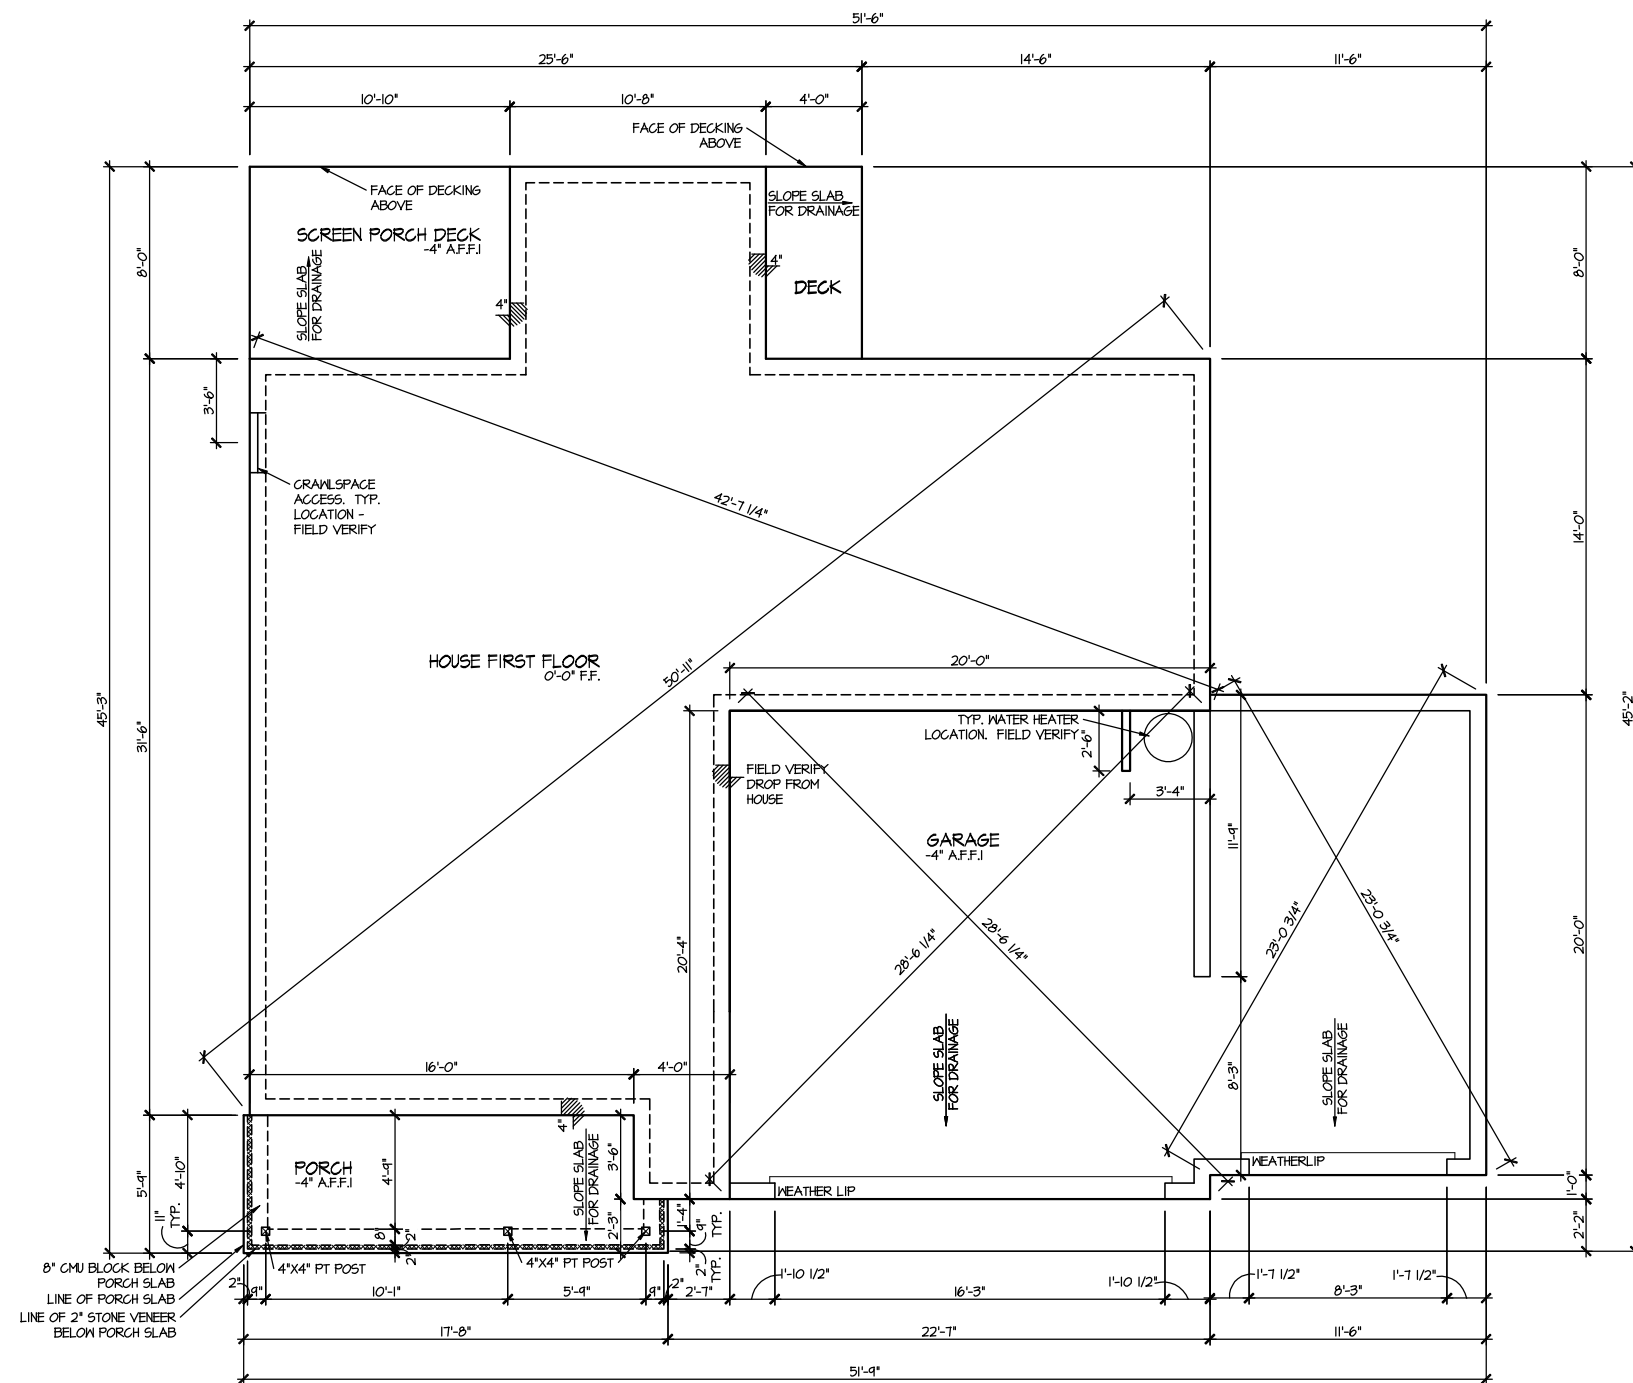 51'-6"
25'-6"
14'-6"
11'-6"
10'-10"
10'-8"
4'-0"
FACE OF DECKING
ABOVE
FACE OF DECKING
ABOVE
SLOPE SLAB
FOR DRAINAGE
SCREEN PORCH DECK
-4" A.F.F.I
SLOPE SLAB
FOR DRAINAGE
4"
4"
DECK
8'-0"
8'-0"
3'-6"
CRAWLSPACE
ACCESS. TYP.
LOCATION -
FIELD VERIFY
42'-7 1/4"
14'-0"
HOUSE FIRST FLOOR
0'-0" F.F.
50'-11"
20'-0"
45'-3"
31'-6"
45'-2"
TYP. WATER HEATER
LOCATION. FIELD VERIFY
2'-6"
FIELD VERIFY
DROP FROM
HOUSE
3'-4"
GARAGE
-4" A.F.F.I
11'-9"
20'-4"
28'-6 1/4"
28'-6 1/4"
23'-0 3/4"
23'-0 3/4"
20'-0"
SLOPE SLAB
FOR DRAINAGE
SLOPE SLAB
FOR DRAINAGE
8'-3"
16'-0"
4'-0"
4"
PORCH
-4" A.F.F.I
4'-9"
SLOPE SLAB
FOR DRAINAGE
3'-6"
5'-9"
4'-10"
11"
TYP.
8"
2"
2"
2'-3"
1'-4"
9"
TYP.
2"
TYP.
WEATHER LIP
WEATHERLIP
1'-0"
2'-2"
8" CMU BLOCK BELOW
PORCH SLAB
LINE OF PORCH SLAB
LINE OF 2" STONE VENEER
BELOW PORCH SLAB
4"X4" PT POST
4"X4" PT POST
2"
9"
10'-1"
5'-9"
9"
2"
2'-7"
1'-10 1/2"
16'-3"
1'-10 1/2"
1'-7 1/2"
8'-3"
1'-7 1/2"
17'-8"
22'-7"
11'-6"
51'-9"